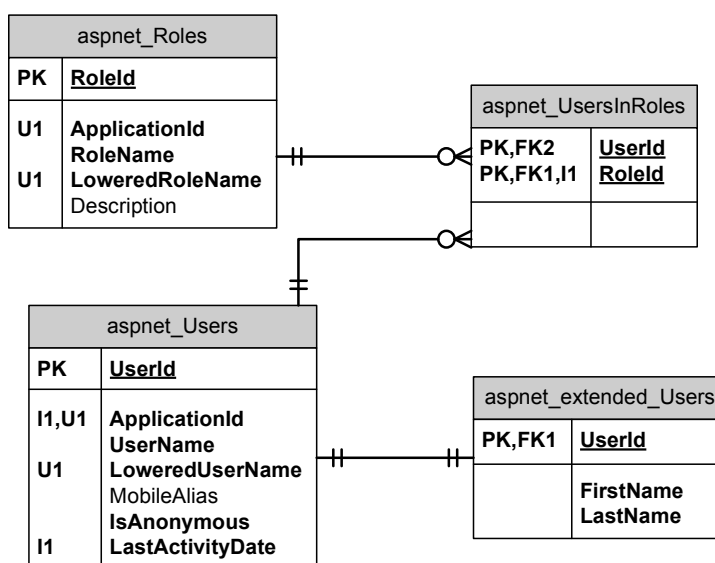 aspnet_Roles
PK RoleId
U1 ApplicationId
RoleName
U1 LoweredRoleName
Description
aspnet_UsersInRoles
PK,FK2 UserId
PK,FK1,I1 RoleId
aspnet_Users
PK UserId
I1,U1 ApplicationId
UserName
U1 LoweredUserName
MobileAlias
IsAnonymous
I1 LastActivityDate
aspnet_extended_Users
PK,FK1 UserId
FirstName
LastName